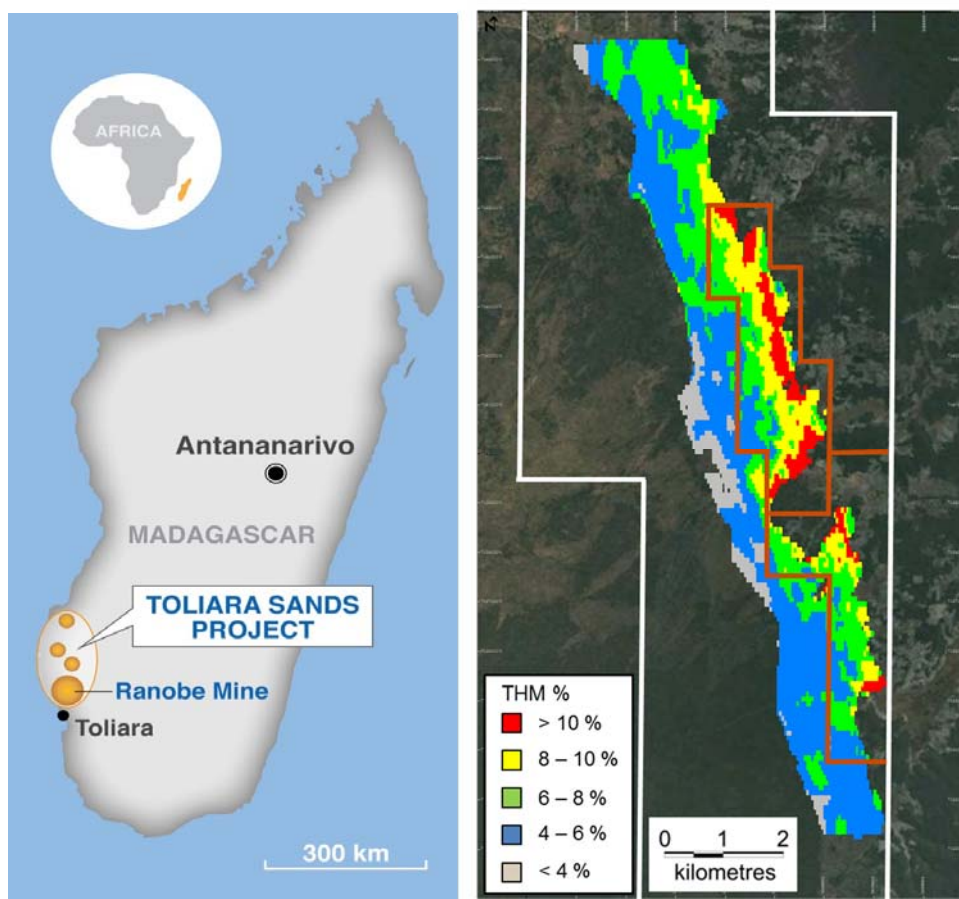 AFRICA
Antananarivo
MADAGASCAR
TOLIARA SANDS
PROJECT
Ranobe Mine
Toliara
300 km
N
THM %
> 10 %
8 – 10 %
6 – 8 %
4 – 6 %
< 4 %
0 1 2
kilometres